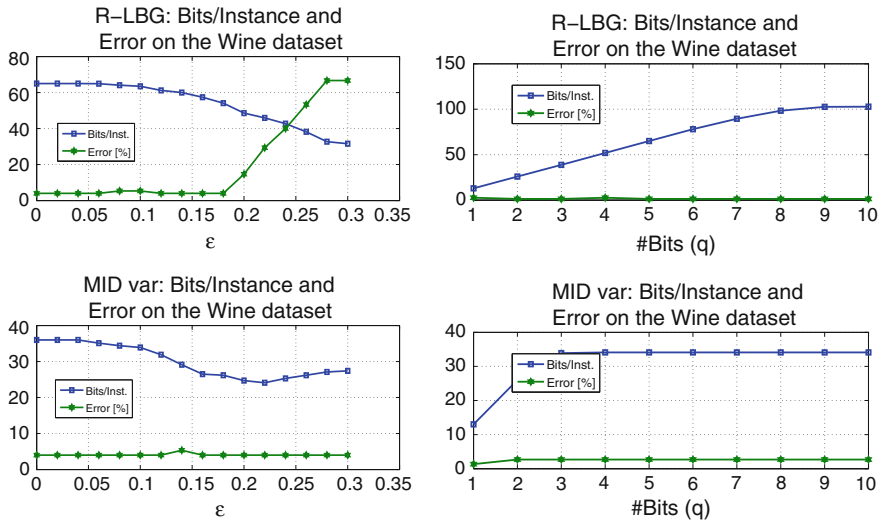 R−LBG: Bits/Instance and
Error on the Wine dataset
80
60
40
20
0
Bits/Inst.
Error [%]
0 0.05 0.1 0.15 0.2 0.25 0.3 0.35
ε
R−LBG: Bits/Instance and
Error on the Wine dataset
150
100
50
0
Bits/Inst.
Error [%]
1 2 3 4 5 6 7 8 9 10
#Bits (q)
MID var: Bits/Instance and
Error on the Wine dataset
40
30
20
10
0
Bits/Inst.
Error [%]
0 0.05 0.1 0.15 0.2 0.25 0.3 0.35
ε
MID var: Bits/Instance and
Error on the Wine dataset
40
30
20
10
0
Bits/Inst.
Error [%]
1 2 3 4 5 6 7 8 9 10
#Bits (q)